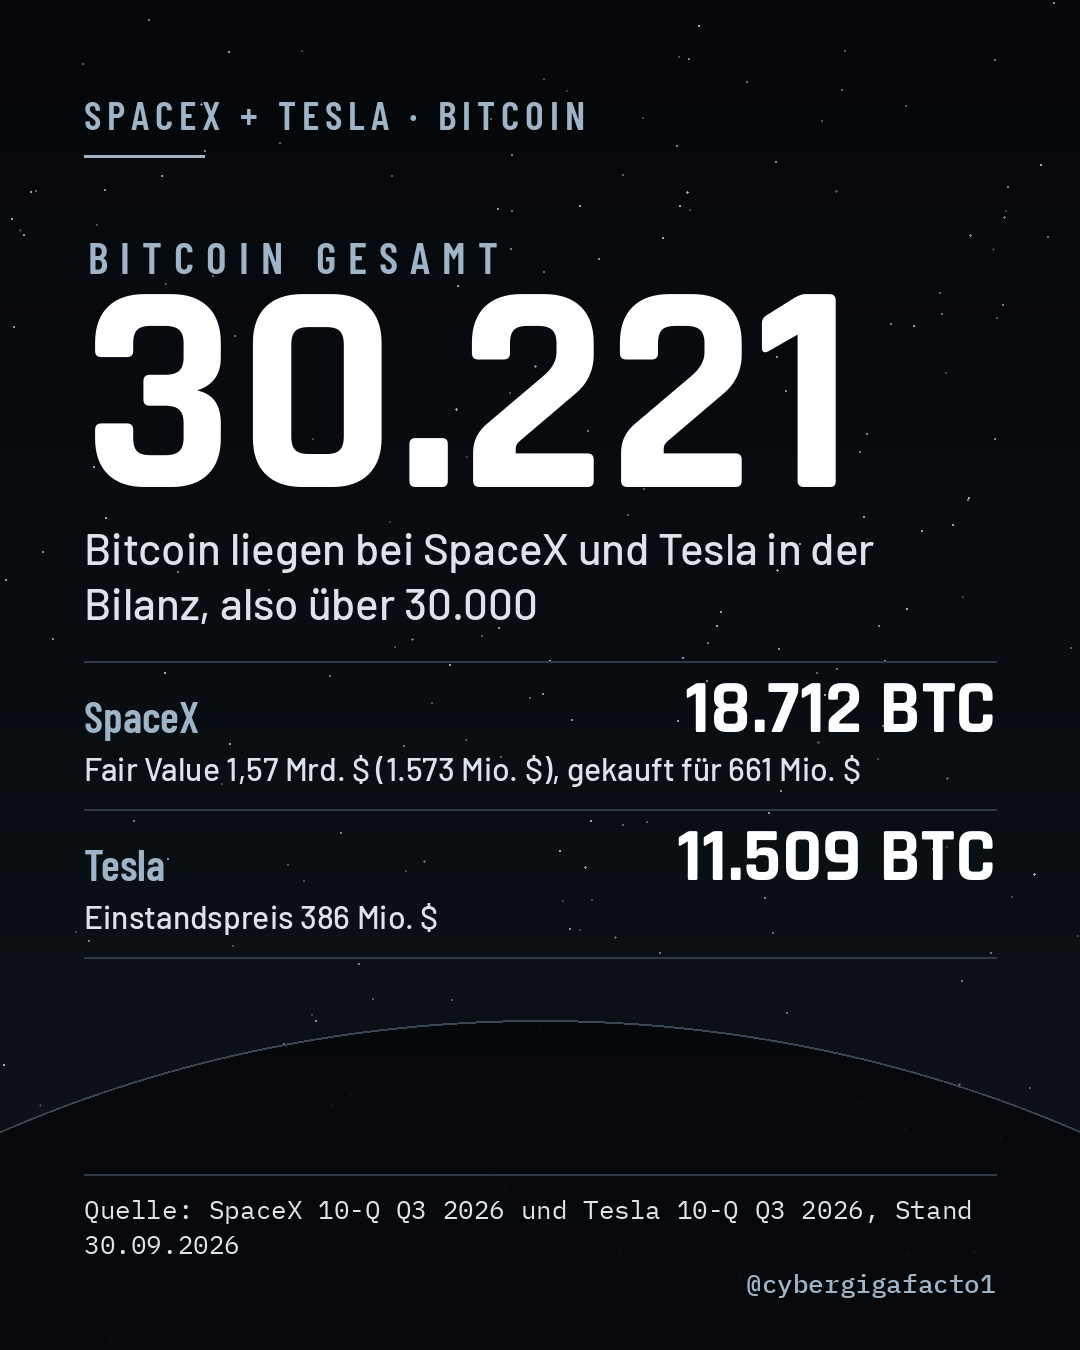 SPACEX + TESLA · BITCOIN
BITCOIN GESAMT
30.221
Bitcoin liegen bei SpaceX und Tesla in der
Bilanz, also über 30.000
SpaceX
18.712 BTC
Fair Value 1,57 Mrd. $ (1.573 Mio. $), gekauft für 661 Mio. $
Tesla
11.509 BTC
Einstandspreis 386 Mio. $
Quelle: SpaceX 10-Q Q3 2026 und Tesla 10-Q Q3 2026, Stand
30.09.2026
@cybergigafacto1